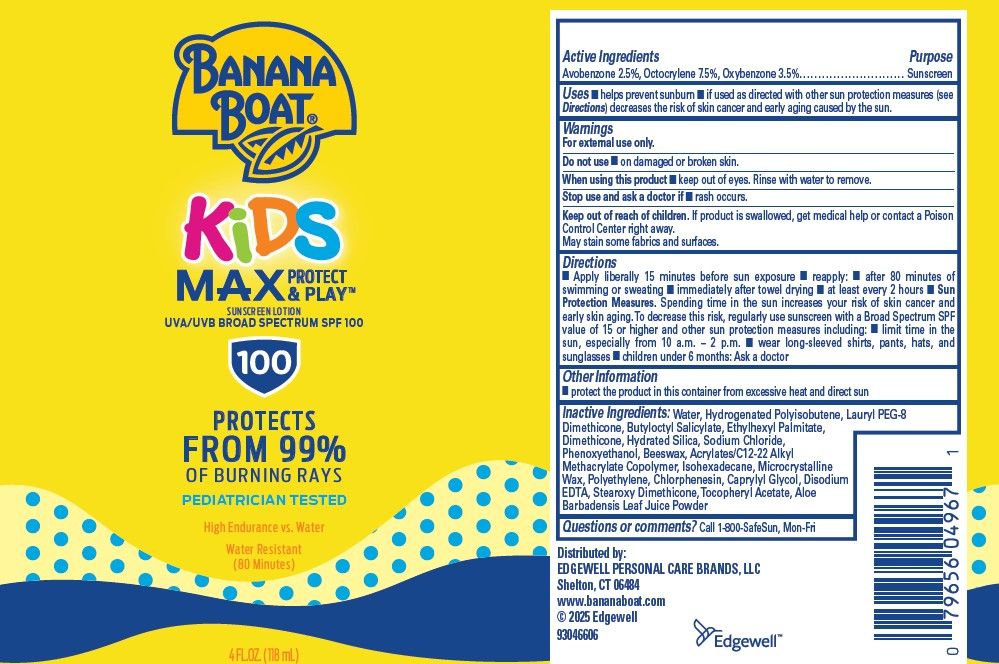 BANANA
BOAT®
KiDS
MAX PROTECT
& PLAY™
SUNSCREEN LOTION
UVA/UVB BROAD SPECTRUM SPF 100
100
PROTECTS
FROM 99%
OF BURNING RAYS
PEDIATRICIAN TESTED
High Endurance vs. Water
Water Resistant
(80 Minutes)
4 FL.OZ. (118 mL)
Active Ingredients Purpose
Avobenzone 2.5%, Octocrylene 7.5%, Oxybenzone 3.5%............................ Sunscreen
Uses ■ helps prevent sunburn ■ if used as directed with other sun protection measures (see
Directions) decreases the risk of skin cancer and early aging caused by the sun.
Warnings
For external use only.
Do not use ■ on damaged or broken skin.
When using this product ■ keep out of eyes. Rinse with water to remove.
Stop use and ask a doctor if ■ rash occurs.
Keep out of reach of children. If product is swallowed, get medical help or contact a Poison
Control Center right away.
May stain some fabrics and surfaces.
Directions
■ Apply liberally 15 minutes before sun exposure ■ reapply: ■ after 80 minutes of
swimming or sweating ■ immediately after towel drying ■ at least every 2 hours ■ Sun
Protection Measures. Spending time in the sun increases your risk of skin cancer and
early skin aging. To decrease this risk, regularly use sunscreen with a Broad Spectrum SPF
value of 15 or higher and other sun protection measures including: ■ limit time in the
sun, especially from 10 a.m. – 2 p.m. ■ wear long-sleeved shirts, pants, hats, and
sunglasses ■ children under 6 months: Ask a doctor
Other Information
■ protect the product in this container from excessive heat and direct sun
Inactive Ingredients: Water, Hydrogenated Polyisobutene, Lauryl PEG-8
Dimethicone, Butyloctyl Salicylate, Ethylhexyl Palmitate,
Dimethicone, Hydrated Silica, Sodium Chloride,
Phenoxyethanol, Beeswax, Acrylates/C12-22 Alkyl
Methacrylate Copolymer, Isohexadecane, Microcrystalline
Wax, Polyethylene, Chlorphenesin, Caprylyl Glycol, Disodium
EDTA, Stearoxy Dimethicone, Tocopheryl Acetate, Aloe
Barbadensis Leaf Juice Powder
Questions or comments? Call 1-800-SafeSun, Mon-Fri
Distributed by:
EDGEWELL PERSONAL CARE BRANDS, LLC
Shelton, CT 06484
www.bananaboat.com
© 2025 Edgewell
93046606
Edgewell™
0 79656 04967 1